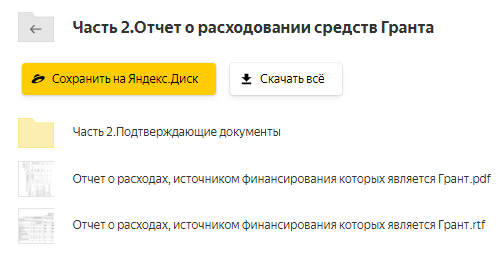 Часть 2.Отчет о расходовании средств Гранта
Сохранить на Яндекс.Диск
Скачать всё
Часть 2.Подтверждающие документы
Отчет о расходах, источником финансирования которых является Грант.pdf
Отчет о расходах, источником финансирования которых является Грант.rtf